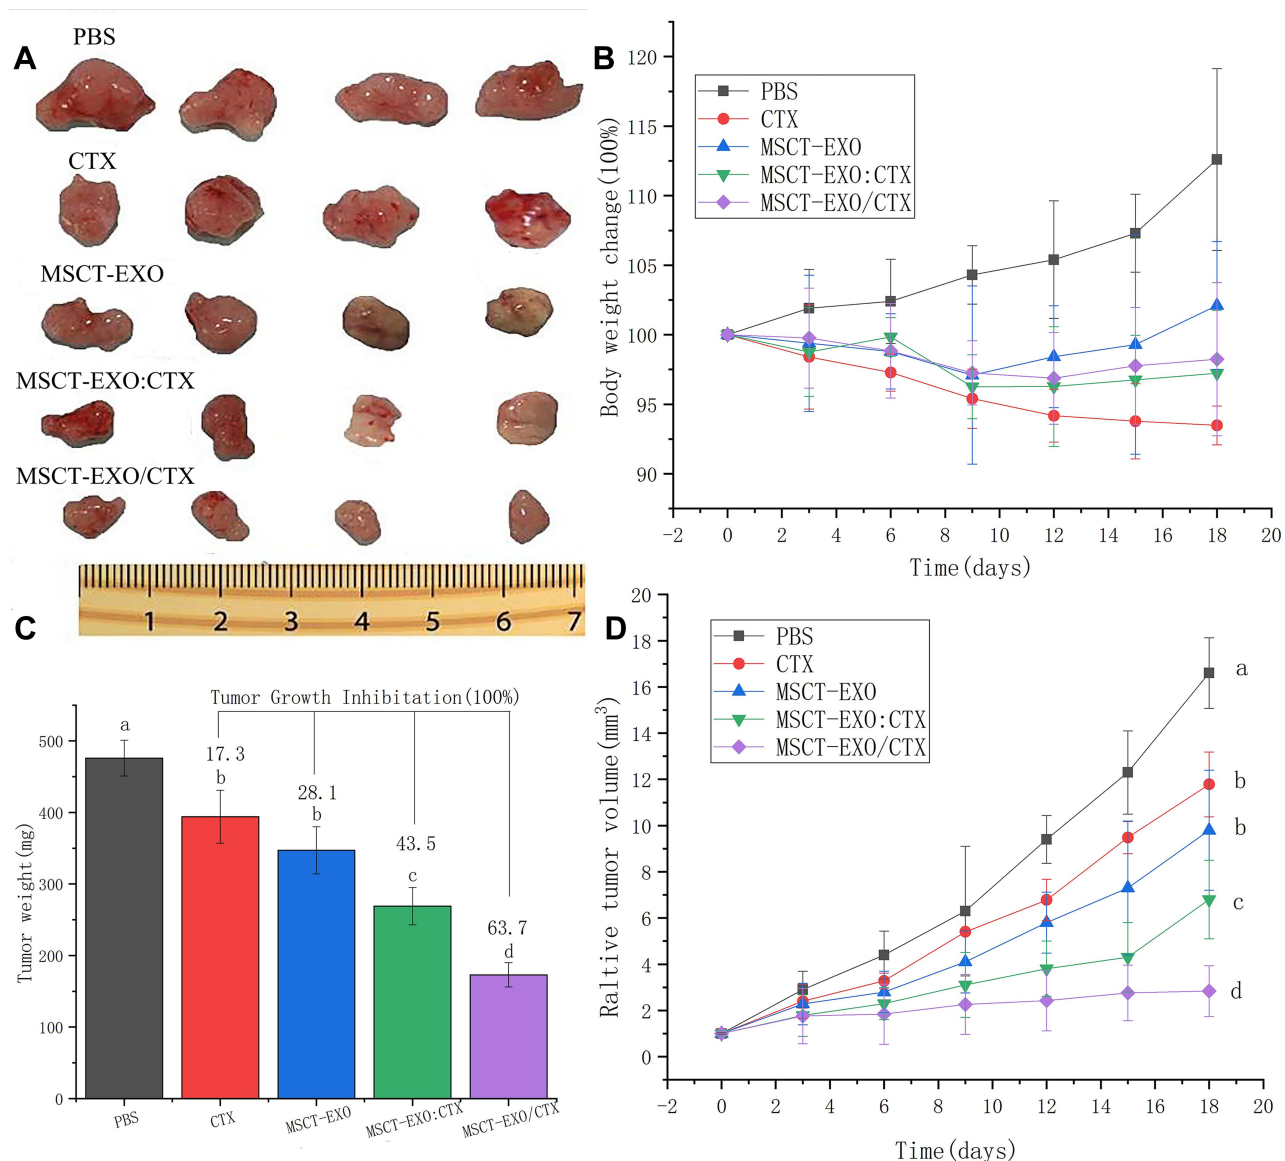 A
PBS
CTX
MSCT-EXO
MSCT-EXO:CTX
MSCT-EXO/CTX
1 2 3 4 5 6 7
B
PBS
CTX
MSCT-EXO
MSCT-EXO:CTX
MSCT-EXO/CTX
Body weight change(100%)
120
115
110
105
100
95
90
-2 0 2 4 6 8 10 12 14 16 18 20
Time(days)
C
Tumor Growth Inhibitation(100%)
a
17.3
b
28.1
b
43.5
c
63.7
d
Tumor weight(mg)
500
400
300
200
100
0
PBS CTX MSCT-EXO MSCT-EXO:CTX MSCT-EXO/CTX
D
PBS
CTX
MSCT-EXO
MSCT-EXO:CTX
MSCT-EXO/CTX
a
b
b
c
d
Raltive tumor volume(mm³)
20
18
16
14
12
10
8
6
4
2
0
-2 0 2 4 6 8 10 12 14 16 18 20
Time(days)